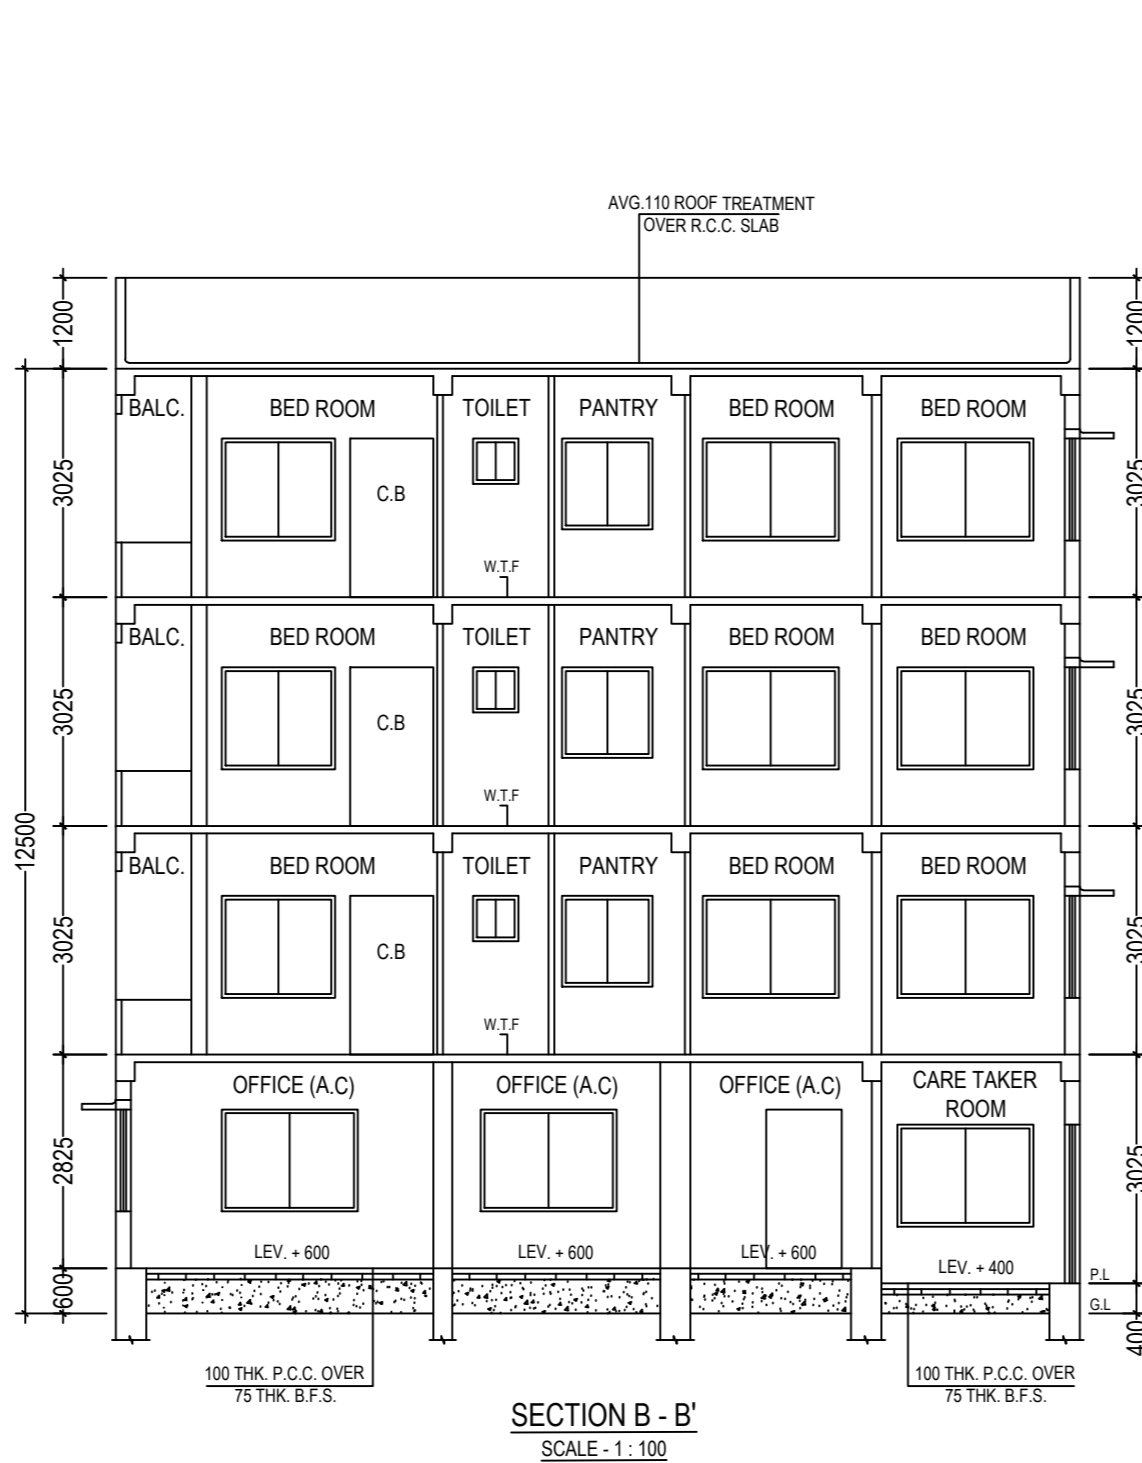 AVG.110 ROOF TREATMENT
OVER R.C.C. SLAB
1200
1200
BALC. BED ROOM TOILET PANTRY BED ROOM BED ROOM
3025
C.B
3025
W.T.F
BALC. BED ROOM TOILET PANTRY BED ROOM BED ROOM
3025
C.B
3025
W.T.F
12500
BALC. BED ROOM TOILET PANTRY BED ROOM BED ROOM
3025
C.B
3025
W.T.F
OFFICE (A.C) OFFICE (A.C) OFFICE (A.C) CARE TAKER
ROOM
2825
3025
LEV. + 600 LEV. + 600 LEV. + 600 LEV. + 400
P.L
600
G.L
400
100 THK. P.C.C. OVER
75 THK. B.F.S.
100 THK. P.C.C. OVER
75 THK. B.F.S.
SECTION B - B'
SCALE - 1 : 100